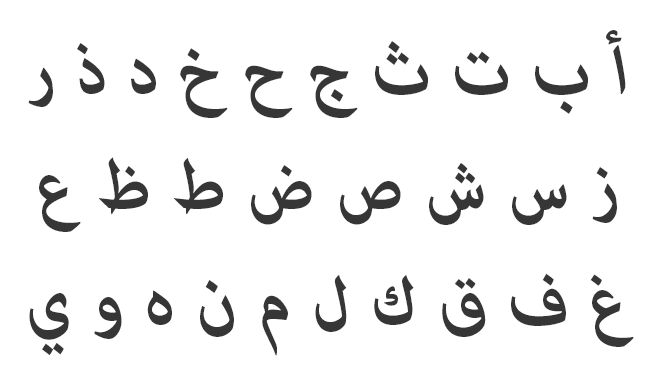 أ ب ت ث ج ح خ د ذ ر
ز س ش ص ض ط ظ ع
غ ف ق ك ل م ن ه و ي